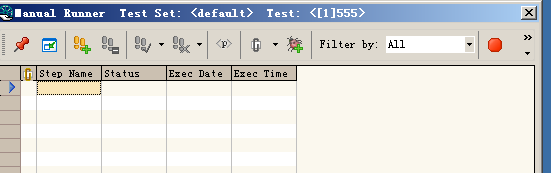 Manual Runner Test Set: <default> Test: <[1]555>
Filter by: All
Step Name Status Exec Date Exec Time